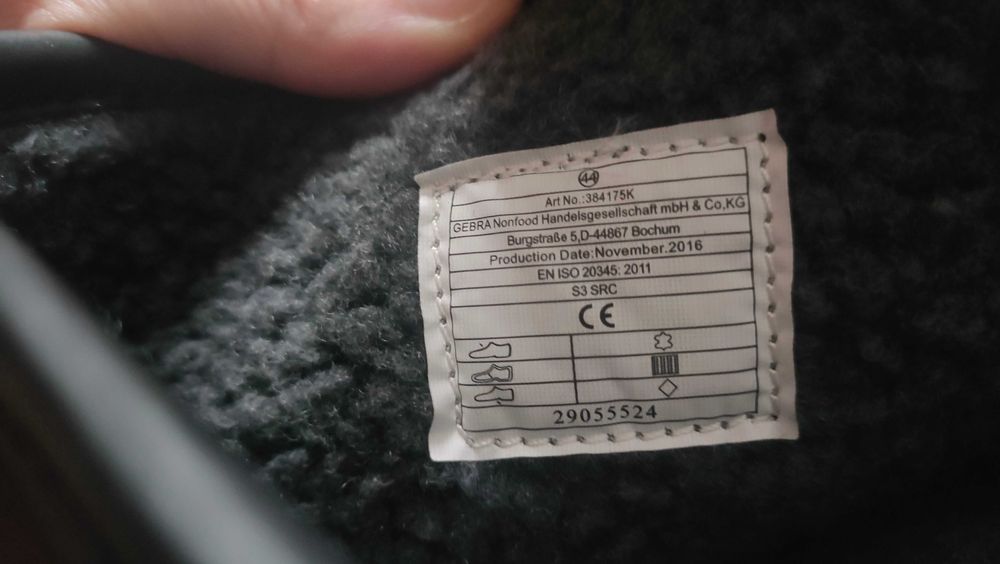 44
Art No.:384175K
GEBRA Nonfood Handelsgesellschaft mbH & Co,KG
Burgstraße 5,D-44867 Bochum
Production Date:November.2016
EN ISO 20345: 2011
S3 SRC
CE
29055524